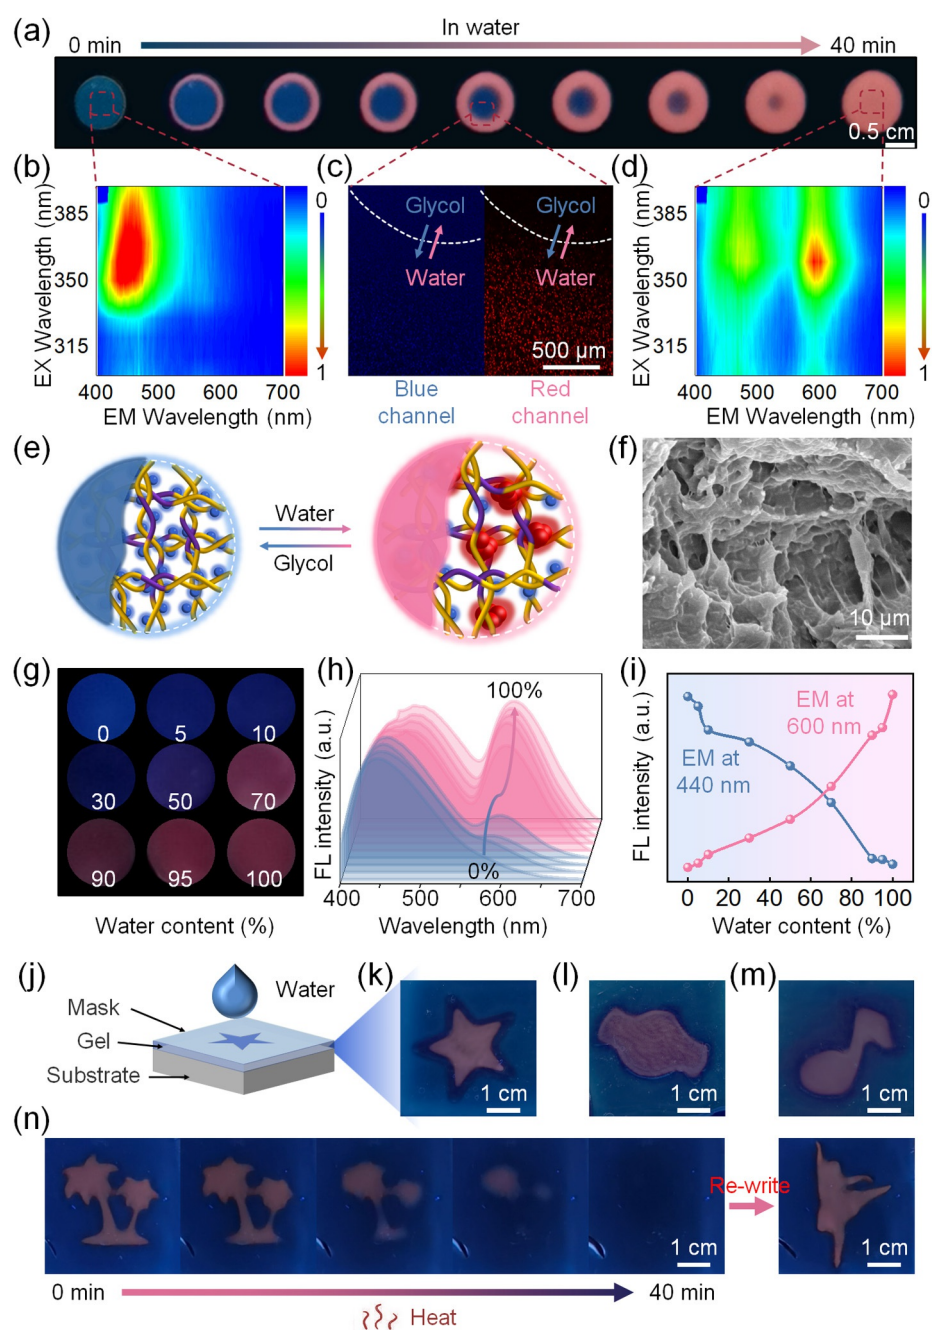 (a)
In water
0 min
40 min
0.5 cm
(b)
EX Wavelength (nm)
385
350
315
400 500 600 700
EM Wavelength (nm)
0
1
(c)
Glycol
Water
Glycol
Water
500 µm
Blue
channel
Red
channel
(d)
EX Wavelength (nm)
385
350
315
400 500 600 700
EM Wavelength (nm)
0
1
(e)
Water
Glycol
(f)
10 µm
(g)
0 5 10
30 50 70
90 95 100
Water content (%)
(h)
FL intensity (a.u.)
100%
0%
400 500 600 700
Wavelength (nm)
(i)
FL intensity (a.u.)
EM at
600 nm
EM at
440 nm
0 20 40 60 80 100
Water content (%)
(j)
Water
Mask
Gel
Substrate
(k)
1 cm
(l)
1 cm
(m)
1 cm
(n)
1 cm
Re-write
1 cm
0 min
40 min
Heat